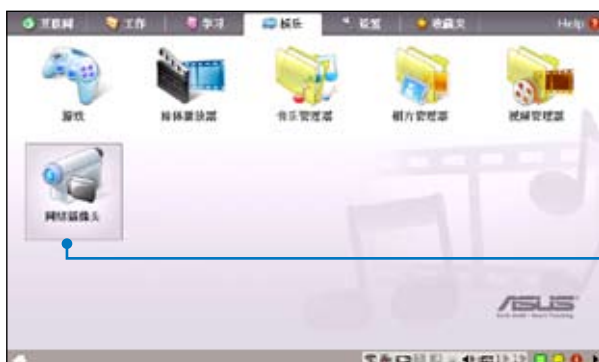 互联网 工作 学习 娱乐 设置 收藏夹 Help
游戏 媒体播放器 音乐管理器 相片管理器 视频管理器
网络摄像头
ASUS